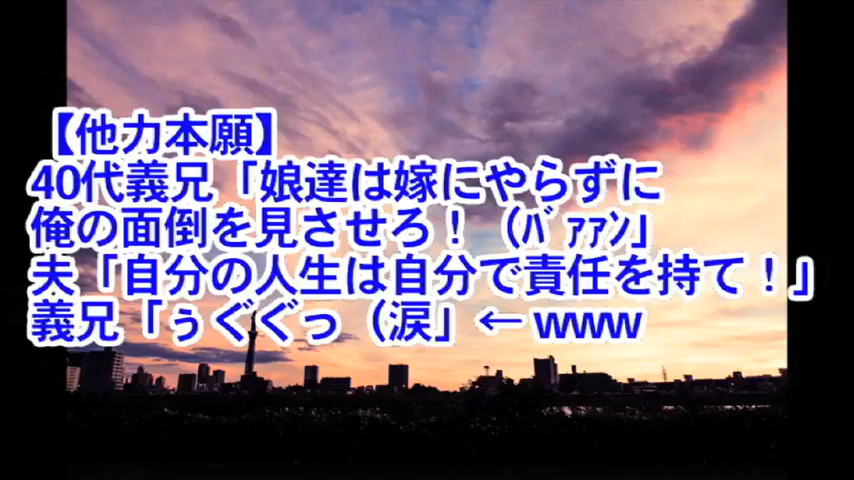 【他力本願】
40代義兄「娘達は嫁にやらずに
俺の面倒を見させろ！（ﾊﾞｧｧﾝ」
夫「自分の人生は自分で責任を持て！」
義兄「ぅぐぐっ（涙」← www